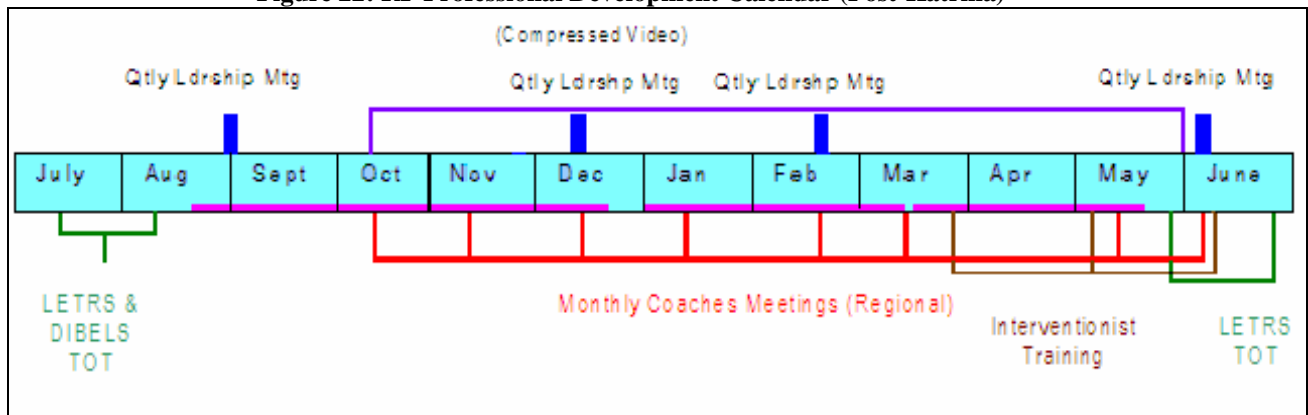 (Compressed Video)
Qtly Ldrship Mtg
Qtly Ldrshp Mtg
Qtly Ldrshp Mtg
Qtly Ldrship Mtg
July Aug Sept Oct Nov Dec Jan Feb Mar Apr May June
LETRS &
DIBELS
TOT
Monthly Coaches Meetings (Regional)
Interventionist
Training
LETRS
TOT